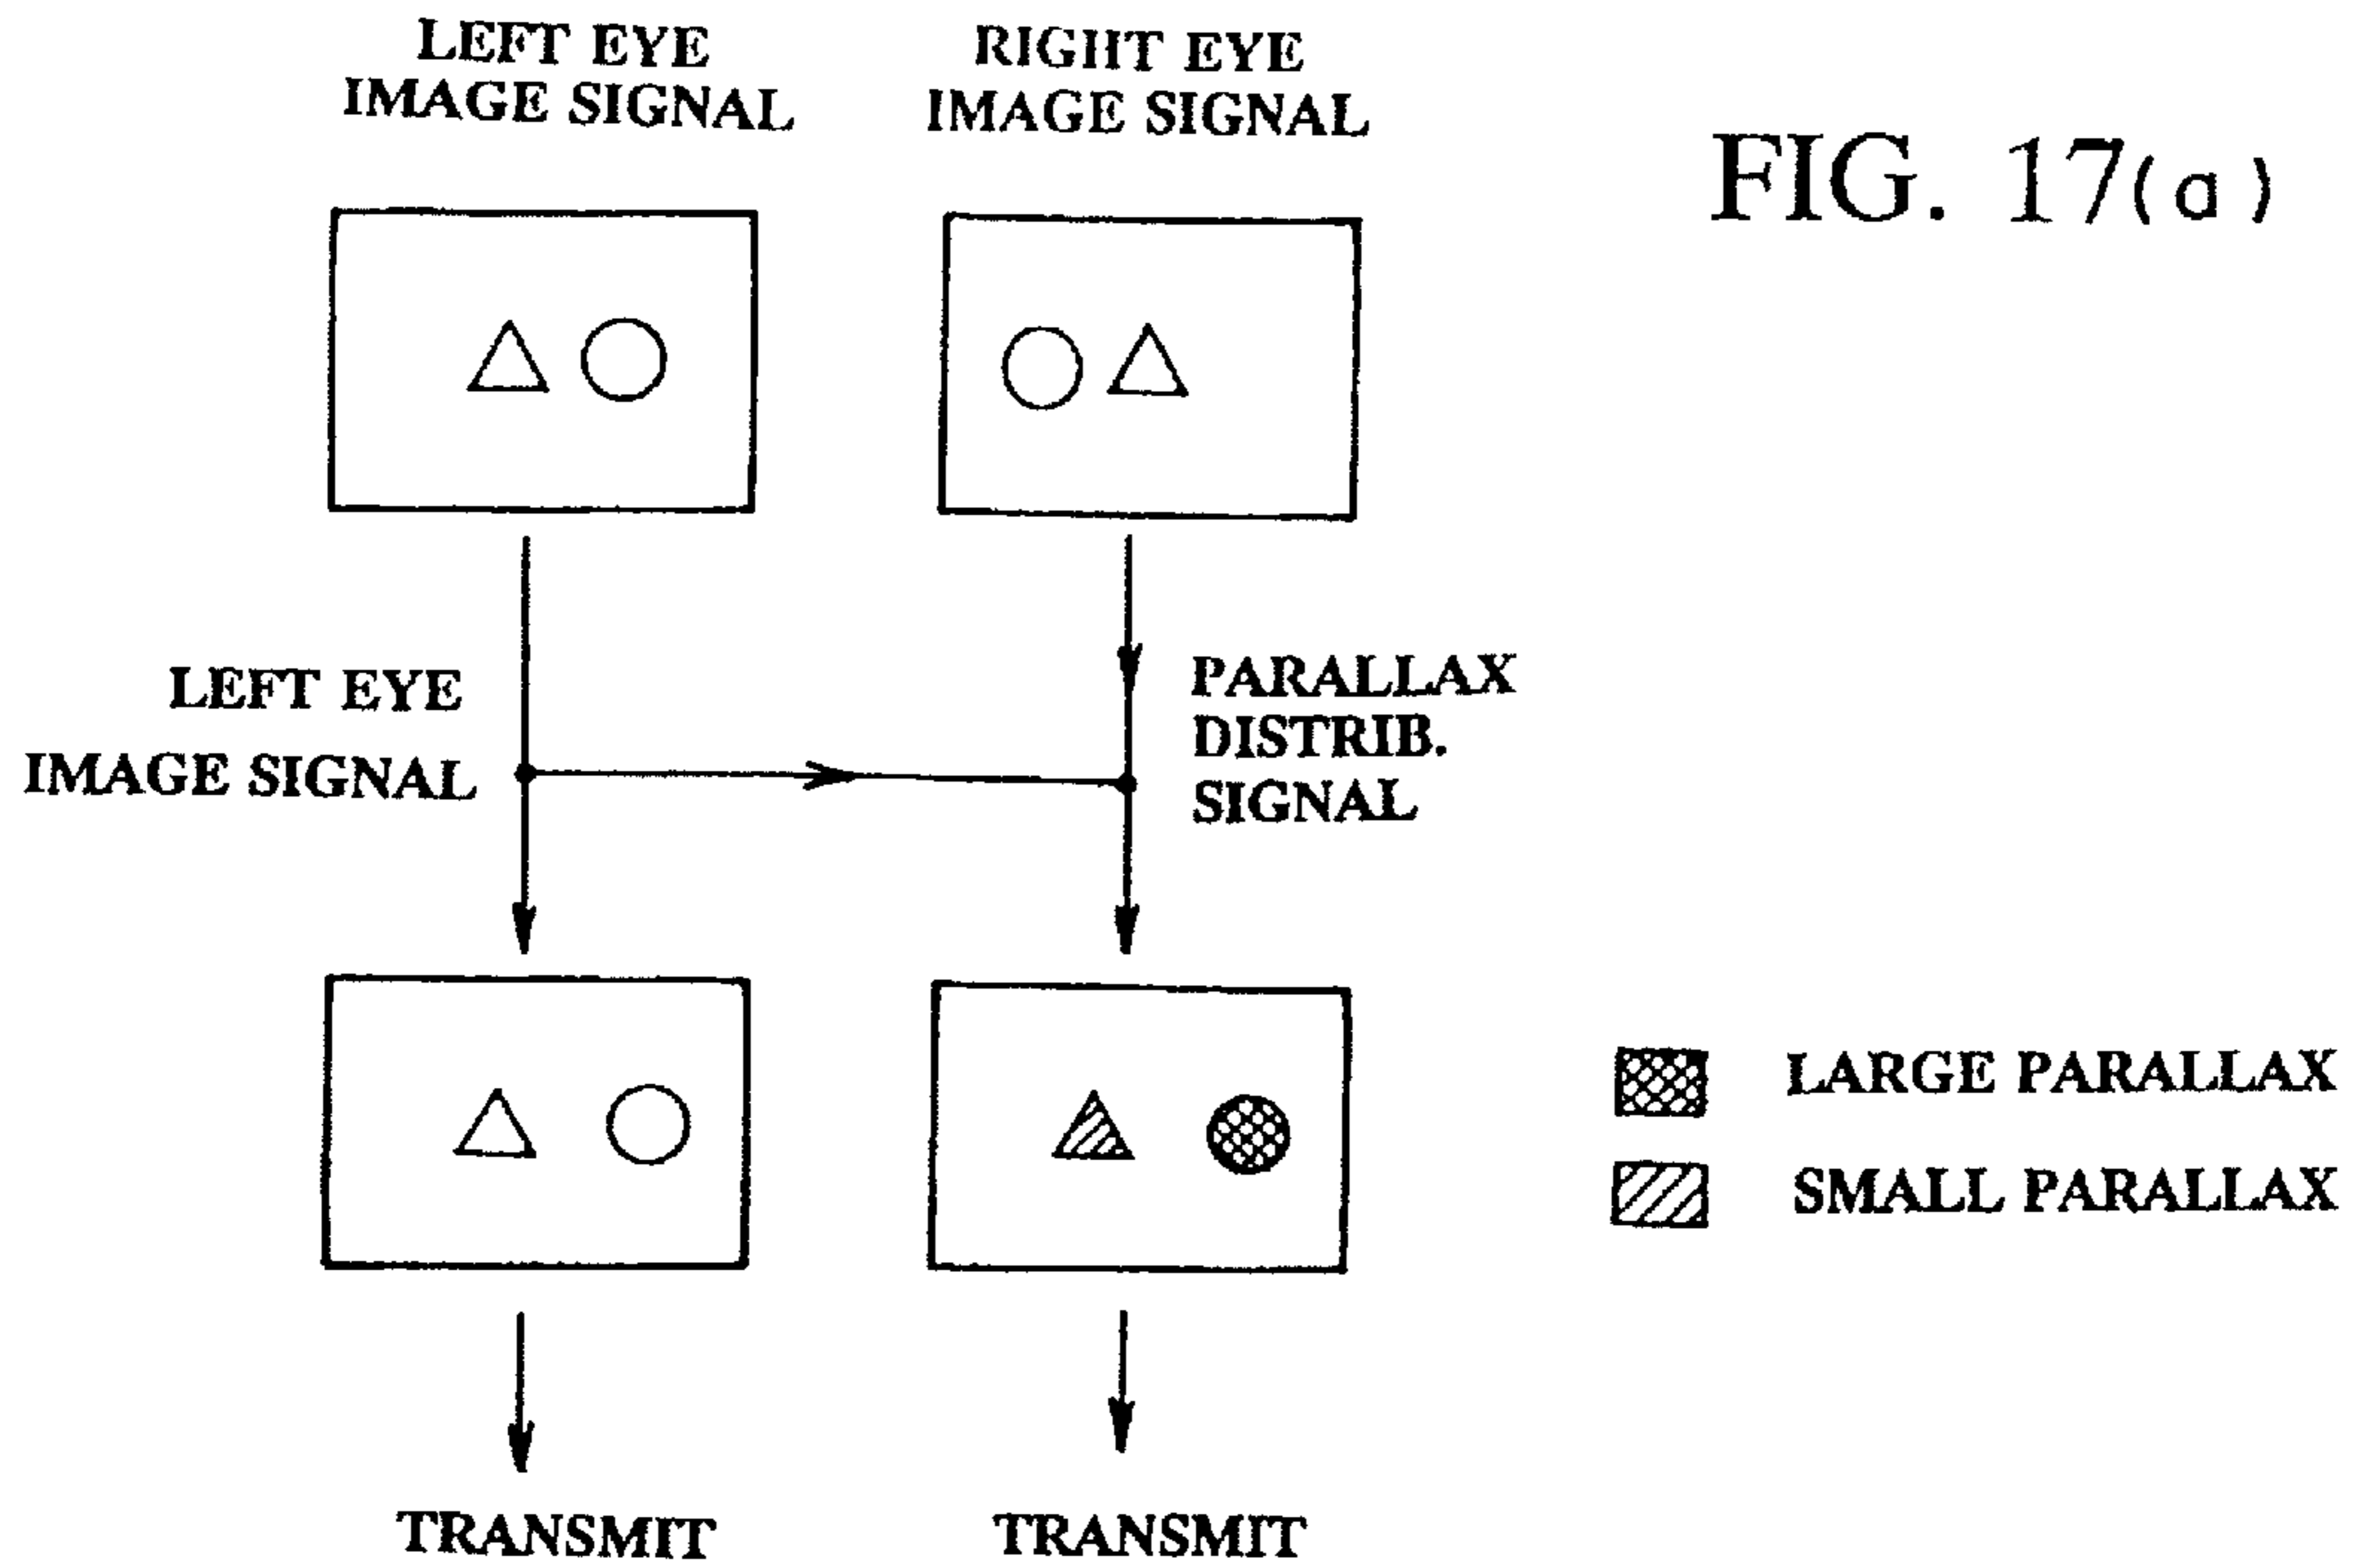 LEFT EYE
IMAGE SIGNAL
RIGHT EYE
IMAGE SIGNAL
FIG. 17(a)
LEFT EYE
IMAGE SIGNAL
PARALLAX
DISTRIB.
SIGNAL
LARGE PARALLAX
SMALL PARALLAX
TRANSMIT
TRANSMIT